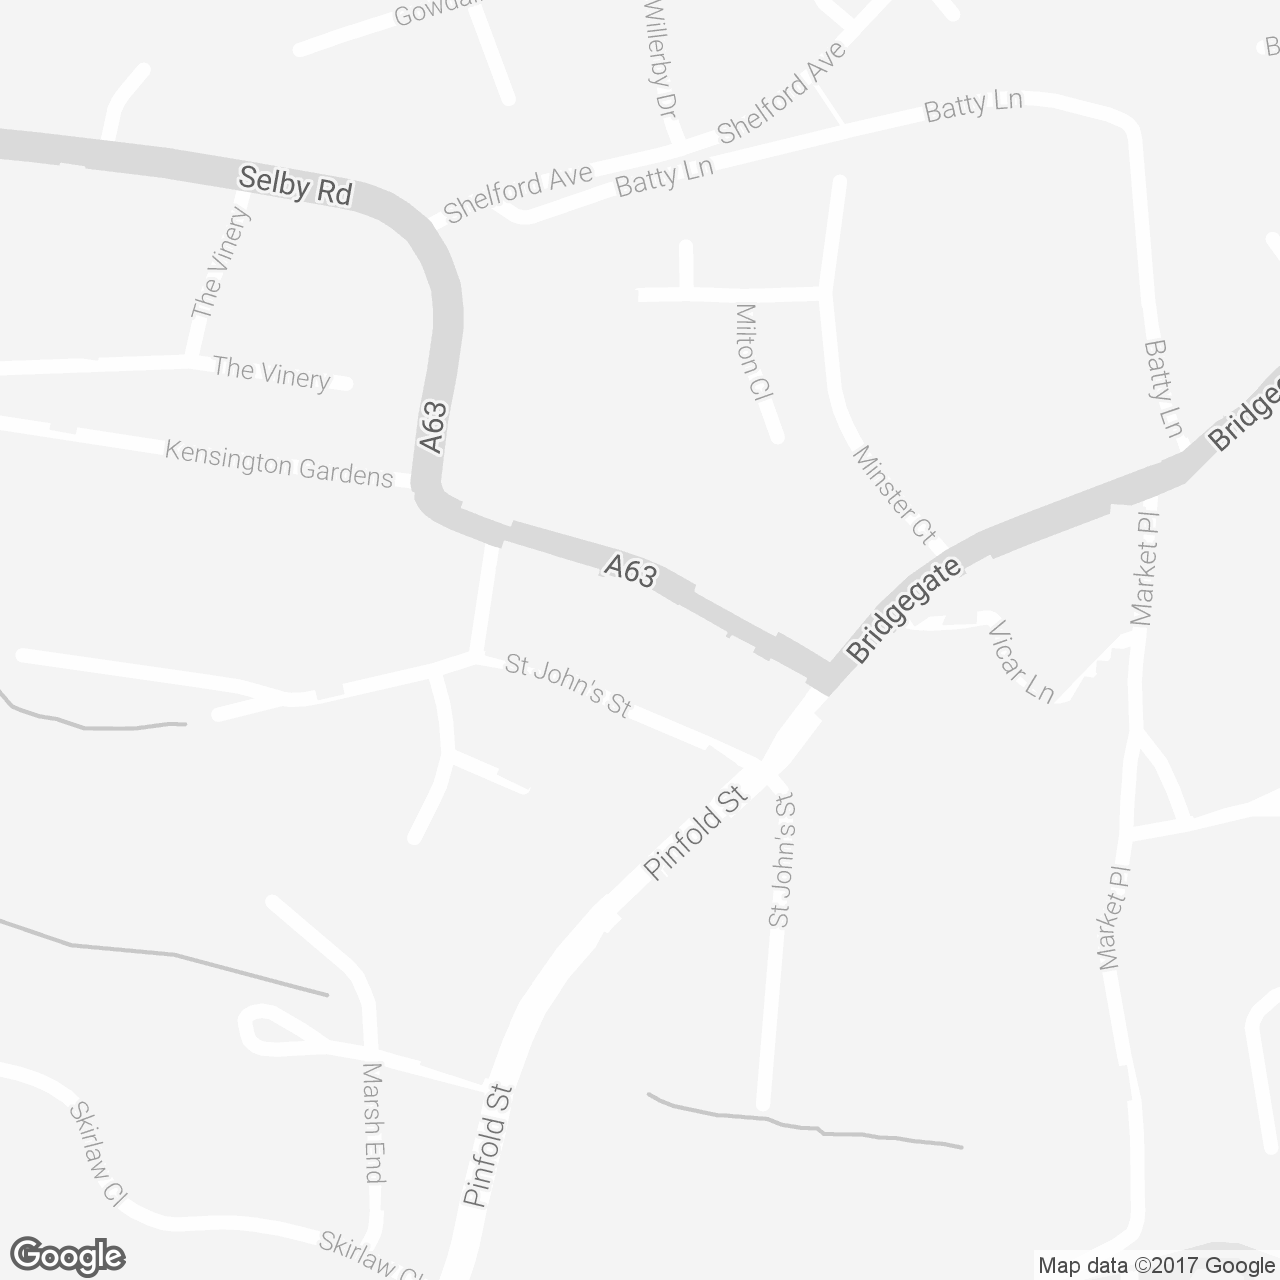 Willerby Dr
Shelford Ave
Batty Ln
Selby Rd
Shelford Ave
Batty Ln
The Vinery
Milton Cl
The Vinery
Batty Ln
A63
Kensington Gardens
Minster Ct
Market Pl
A63
Bridgegate
Vicar Ln
St John's St
Pinfold St
St John's St
Market Pl
Marsh End
Pinfold St
Skirlaw Cl
Skirlaw Cl
Google
Map data ©2017 Google